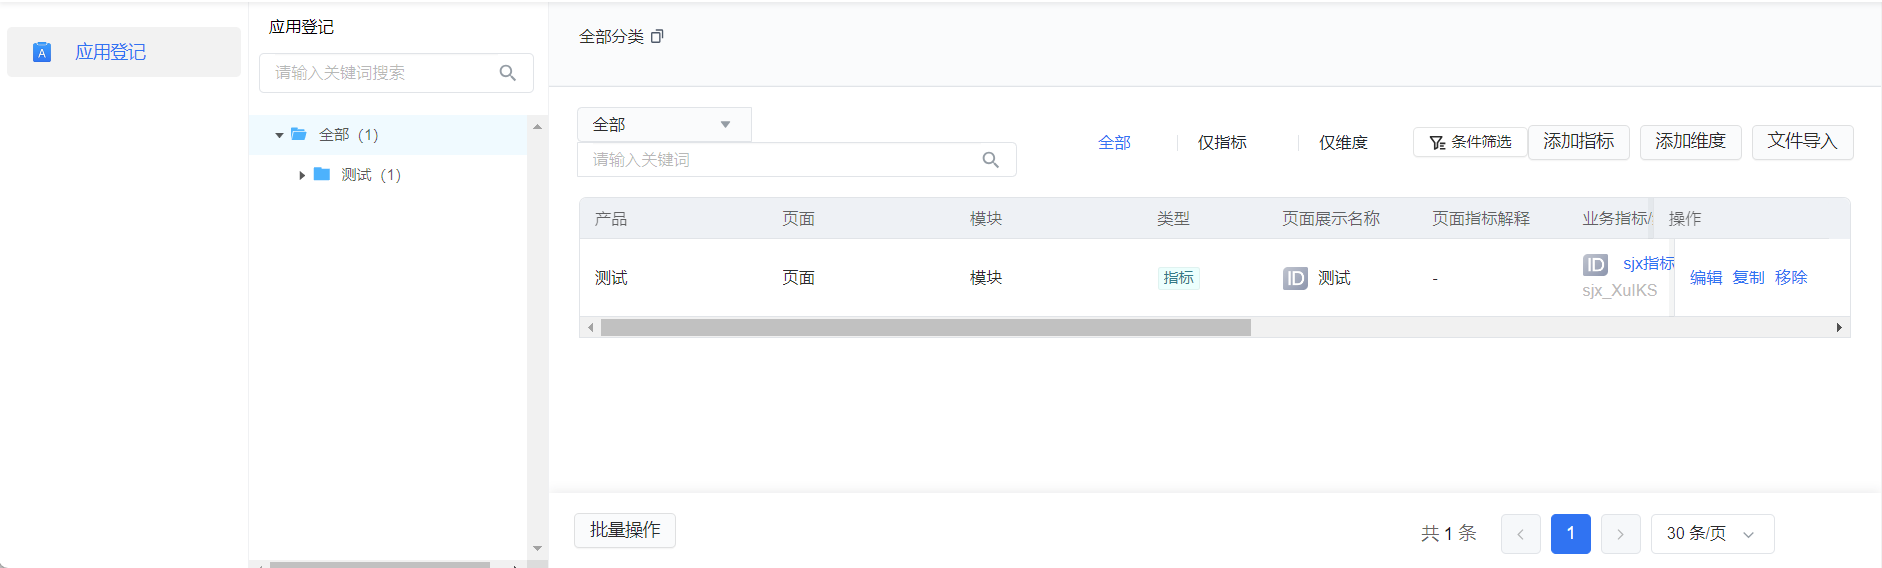 应用登记
应用登记
请输入关键词搜索
全部 (1)
测试 (1)
全部分类
全部
请输入关键词
全部
仅指标
仅维度
条件筛选
添加指标
添加维度
文件导入
产品 页面 模块 类型 页面展示名称 页面指标解释 业务指标/ 操作
测试 页面 模块 指标 ID 测试 - ID sjx指标 编辑 复制 移除
sjx_XuIKS
批量操作
共 1 条
1
30 条/页